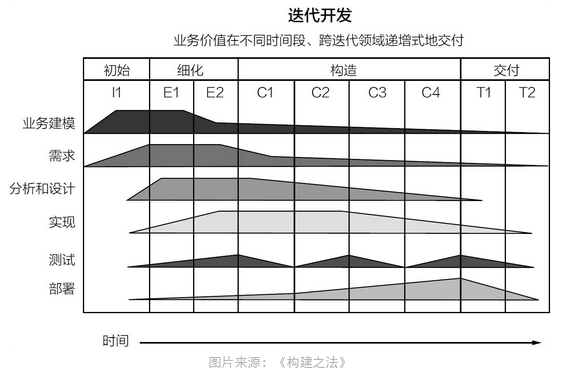 迭代开发
业务价值在不同时间段、跨迭代领域递增式地交付
初始 细化 构造 交付
I1 E1 E2 C1 C2 C3 C4 T1 T2
业务建模
需求
分析和设计
实现
测试
部署
时间
图片来源：《构建之法》